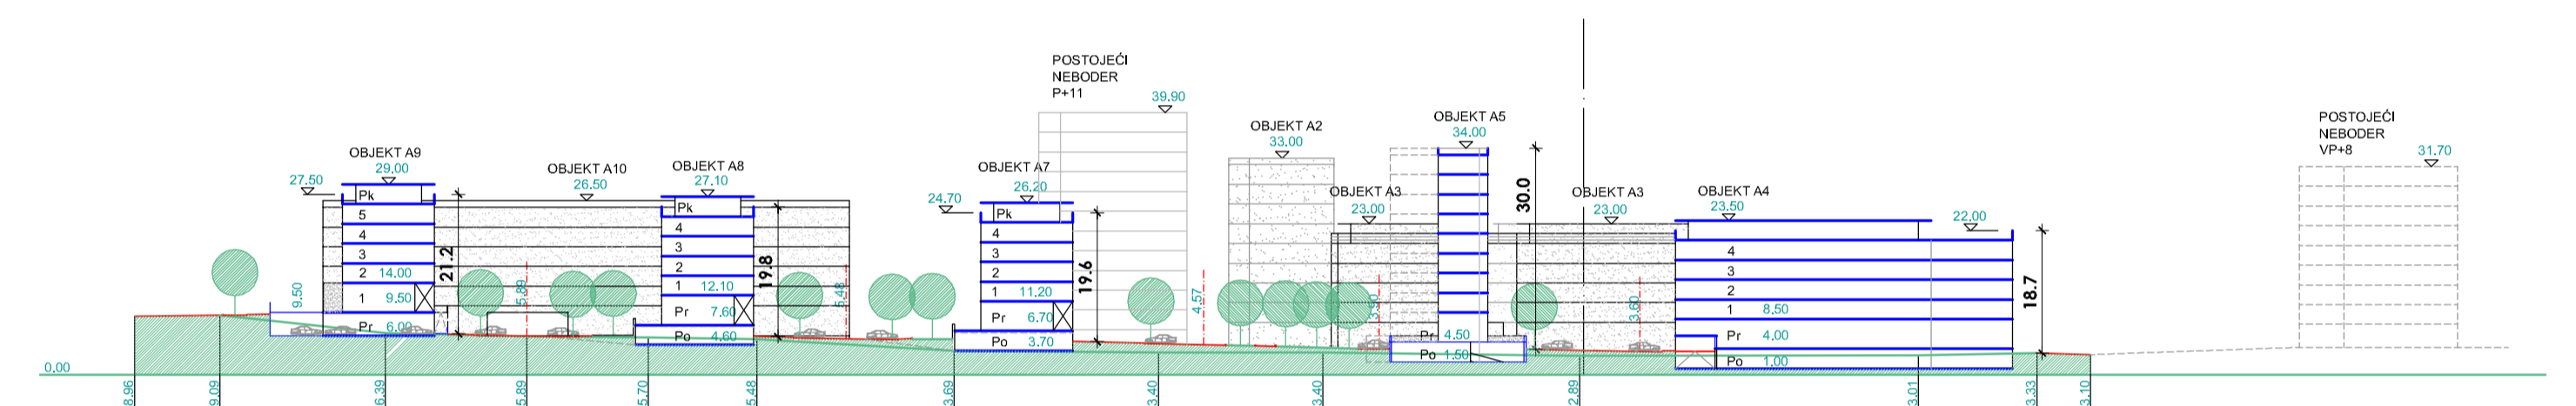 POSTOJEĆI
NEBODER
P+11
39.90
POSTOJEĆI
NEBODER
VP+8
31.70
OBJEKT A9
29.00
27.50
OBJEKT A10
26.50
OBJEKT A8
27.10
OBJEKT A7
26.20
24.70
OBJEKT A2
33.00
OBJEKT A5
34.00
OBJEKT A3
23.00
OBJEKT A3
23.00
OBJEKT A4
23.50
22.00
Pk
5
4
3
2 14.00
1 9.50
Pr 6.00
9.50
21.2
5.89
Pk
4
3
2
1 12.10
Pr 7.60
Po 4.60
19.8
5.48
Pk
4
3
2
1 11.20
Pr 6.70
Po 3.70
19.6
4.57
3.90
Pr 4.50
Po 1.50
30.0
3.60
4
3
2
1 8.50
Pr 4.00
Po 1.00
18.7
0.00
8.96
9.09
6.39
5.89
5.70
5.48
3.69
3.40
3.40
2.89
3.01
3.33
3.10